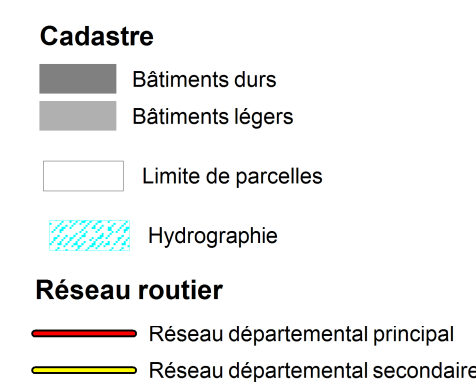 Cadastre
Bâtiments durs
Bâtiments légers
Limite de parcelles
Hydrographie
Réseau routier
Réseau départemental principal
Réseau départemental secondaire